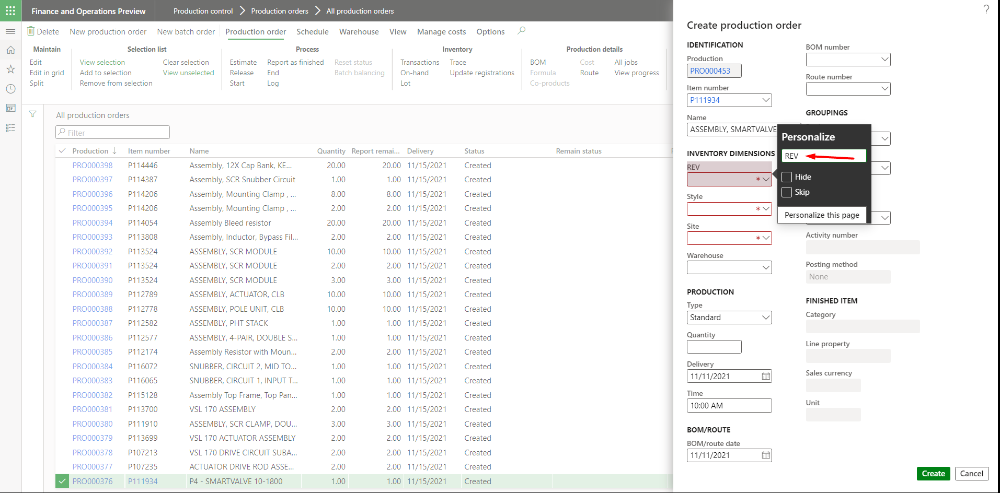 Finance and Operations Preview
Production control > Production orders > All production orders
?
Delete New production order New batch order Production order Schedule Warehouse View Manage costs Options
Maintain
Edit
Edit in grid
Split
Selection list
View selection Clear selection
Add to selection View unselected
Remove from selection
Process
Estimate Report as finished Reset status
Release End Batch balancing
Start Log
Inventory
Transactions Trace
On-hand Update registrations
Lot
Production details
BOM Cost All jobs
Formula Route View progress
Co-products
All production orders
Filter
Production Item number Name Quantity Report remai... Delivery Status Remain status
PRO000398 P114446 Assembly, 12X Cap Bank, KE... 20.00 20.00 11/15/2021 Created
PRO000397 P114387 Assembly, SCR Snubber Circuit 1.00 1.00 11/15/2021 Created
PRO000396 P114206 Assembly, Mounting Clamp , ... 8.00 8.00 11/15/2021 Created
PRO000395 P114206 Assembly, Mounting Clamp , ... 2.00 2.00 11/15/2021 Created
PRO000394 P114054 Assembly Bleed resistor 20.00 20.00 11/15/2021 Created
PRO000393 P113808 Assembly, Inductor, Bypass Fil... 2.00 2.00 11/15/2021 Created
PRO000392 P113524 ASSEMBLY, SCR MODULE 10.00 10.00 11/15/2021 Created
PRO000391 P113524 ASSEMBLY, SCR MODULE 2.00 2.00 11/15/2021 Created
PRO000390 P113524 ASSEMBLY, SCR MODULE 3.00 3.00 11/15/2021 Created
PRO000389 P112789 ASSEMBLY, ACTUATOR, CLB 10.00 10.00 11/15/2021 Created
PRO000388 P112778 ASSEMBLY, POLE UNIT, CLB 10.00 10.00 11/15/2021 Created
PRO000387 P112582 ASSEMBLY, PHT STACK 1.00 1.00 11/15/2021 Created
PRO000386 P112577 ASSEMBLY, 4-PAIR, DOUBLE S... 1.00 1.00 11/15/2021 Created
PRO000385 P112174 Assembly Resistor with Moun... 2.00 2.00 11/15/2021 Created
PRO000384 P116072 SNUBBER, CIRCUIT 2, MID TO... 1.00 1.00 11/15/2021 Created
PRO000383 P116065 SNUBBER, CIRCUIT 1, INPUT T... 1.00 1.00 11/15/2021 Created
PRO000382 P115128 Assembly Top Frame, Top Pan... 1.00 1.00 11/15/2021 Created
PRO000381 P113700 VSL 170 ASSEMBLY 2.00 2.00 11/15/2021 Created
PRO000380 P111910 ASSEMBLY, SCR CLAMP, DOU... 3.00 3.00 11/15/2021 Created
PRO000379 P113699 VSL 170 ACTUATOR ASSEMBLY 2.00 2.00 11/15/2021 Created
PRO000378 P107213 VSL 170 DRIVE CIRCUIT SUBA... 2.00 2.00 11/15/2021 Created
PRO000377 P107235 ACTUATOR DRIVE ROD ASSE... 2.00 2.00 11/15/2021 Created
PRO000376 P111934 P4 - SMARTVALVE 10-1800 1.00 1.00 11/15/2021 Created
Create production order
IDENTIFICATION
Production
PRO000453
Item number
P111934
Name
ASSEMBLY, SMARTVALVE
INVENTORY DIMENSIONS
REV
*
Style
*
Site
*
Warehouse
PRODUCTION
Type
Standard
Quantity
Delivery
11/11/2021
Time
10:00 AM
BOM/ROUTE
BOM/route date
11/11/2021
BOM number
Route number
GROUPINGS
Personalize
REV
Hide
Skip
Personalize this page
Activity number
Posting method
None
FINISHED ITEM
Category
Line property
Sales currency
Unit
Create Cancel